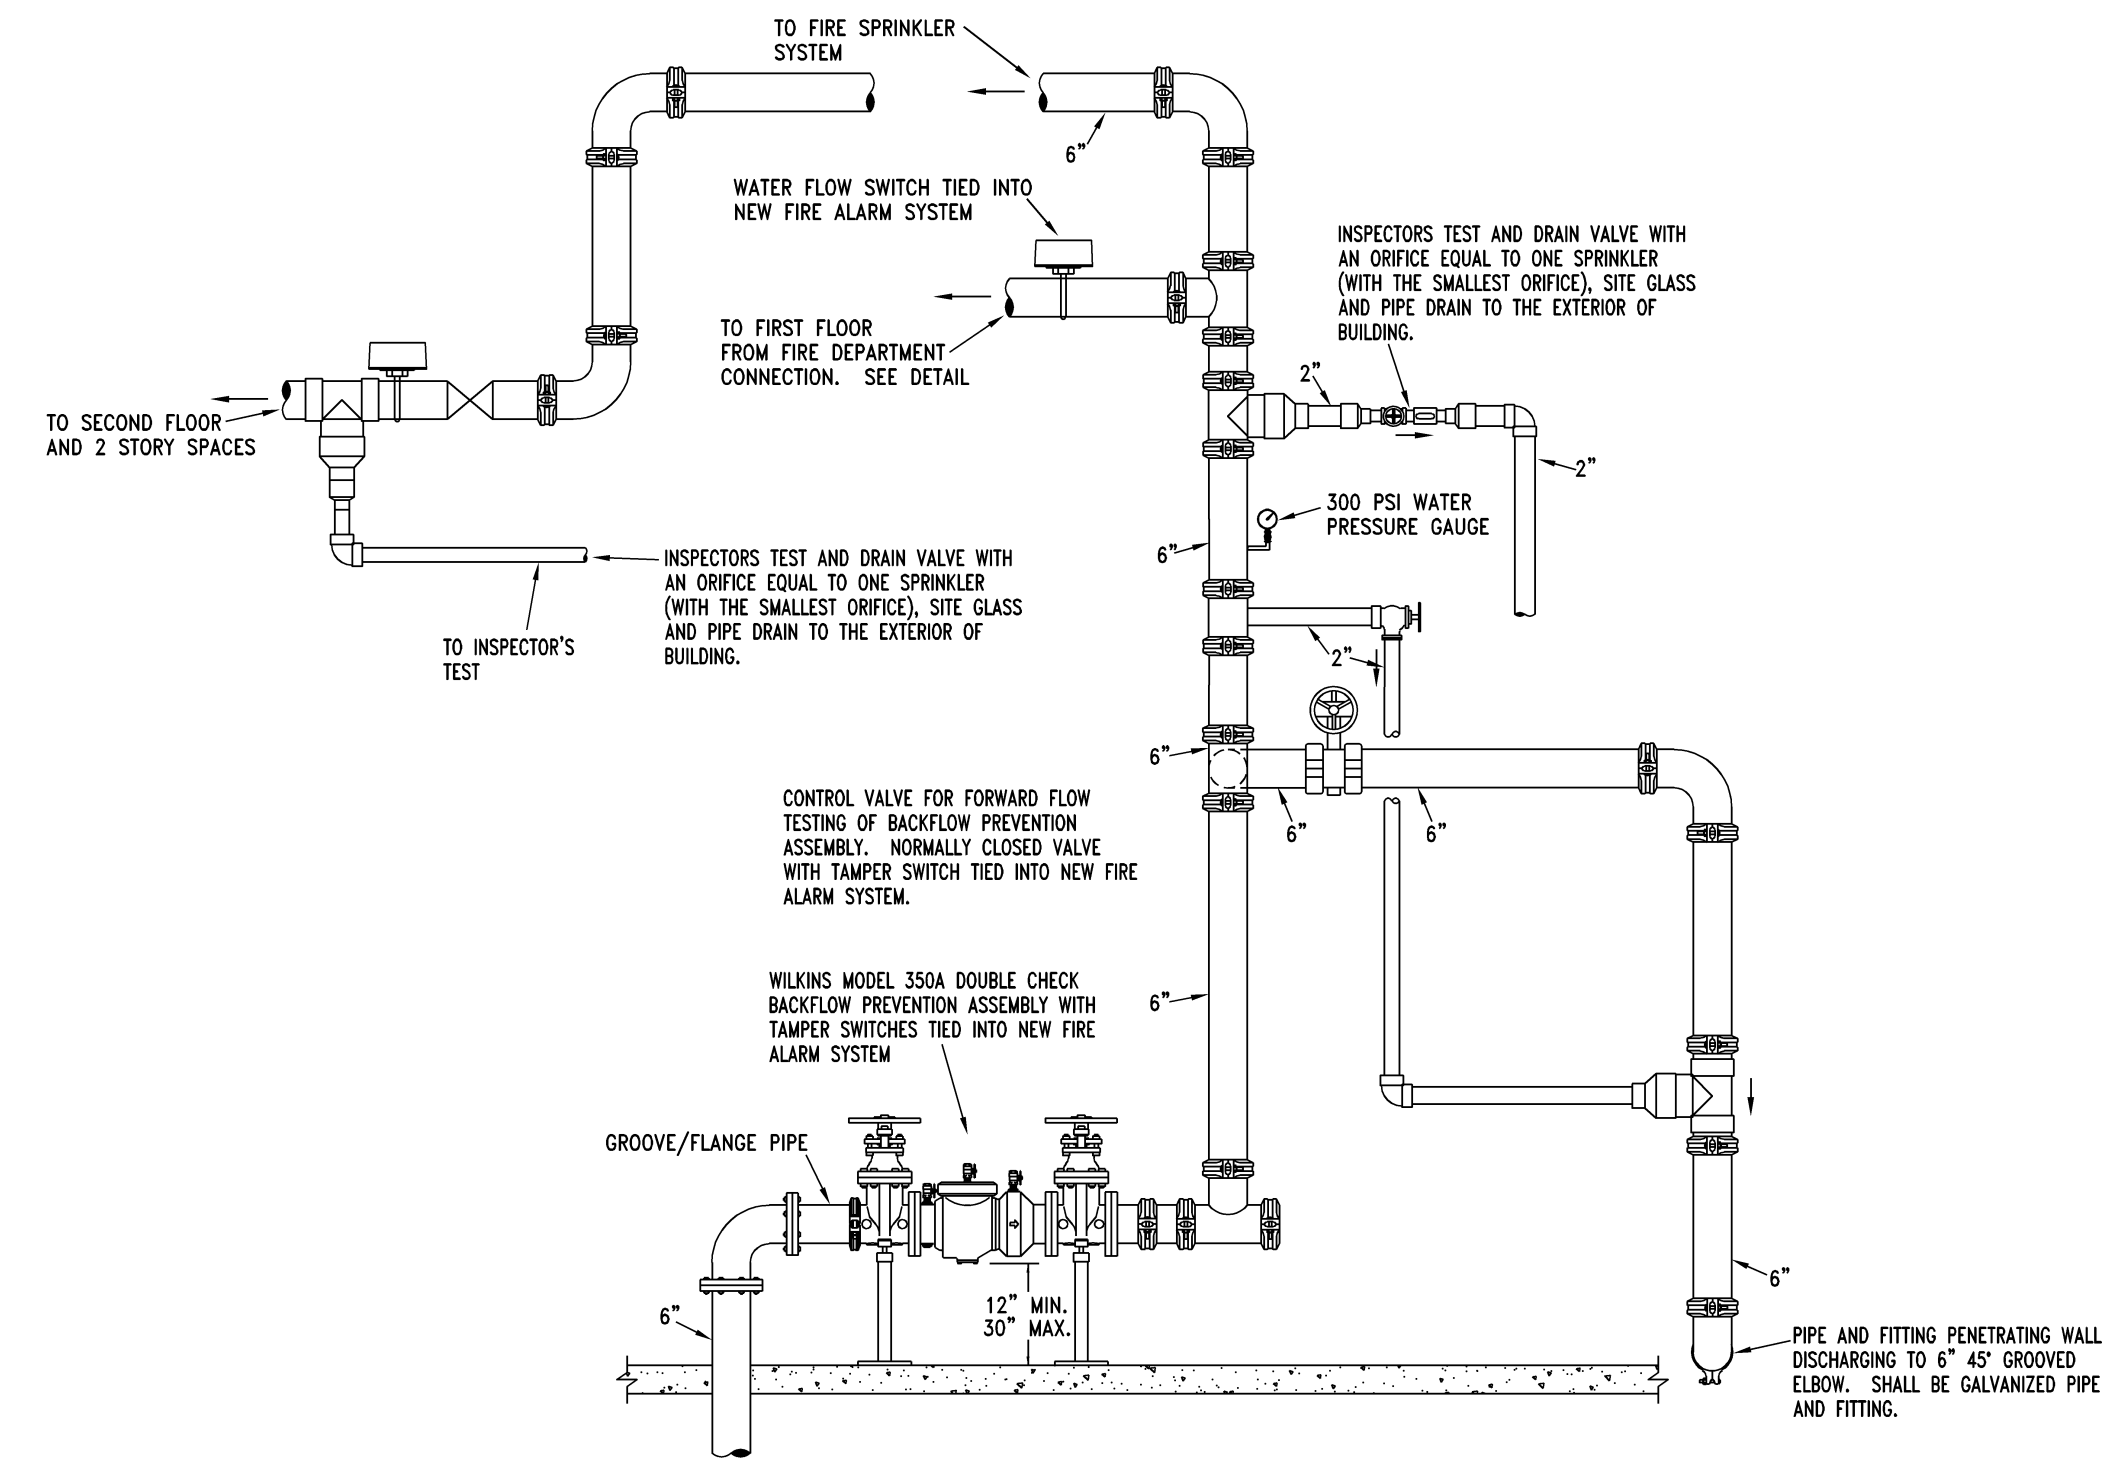 TO FIRE SPRINKLER
SYSTEM
6"
WATER FLOW SWITCH TIED INTO
NEW FIRE ALARM SYSTEM
INSPECTORS TEST AND DRAIN VALVE WITH
AN ORIFICE EQUAL TO ONE SPRINKLER
(WITH THE SMALLEST ORIFICE), SITE GLASS
AND PIPE DRAIN TO THE EXTERIOR OF
BUILDING.
TO FIRST FLOOR
FROM FIRE DEPARTMENT
CONNECTION. SEE DETAIL
2"
TO SECOND FLOOR
AND 2 STORY SPACES
2"
300 PSI WATER
PRESSURE GAUGE
6"
INSPECTORS TEST AND DRAIN VALVE WITH
AN ORIFICE EQUAL TO ONE SPRINKLER
(WITH THE SMALLEST ORIFICE), SITE GLASS
AND PIPE DRAIN TO THE EXTERIOR OF
BUILDING.
TO INSPECTOR'S
TEST
2"
6"
CONTROL VALVE FOR FORWARD FLOW
TESTING OF BACKFLOW PREVENTION
ASSEMBLY. NORMALLY CLOSED VALVE
WITH TAMPER SWITCH TIED INTO NEW FIRE
ALARM SYSTEM.
6"
6"
WILKINS MODEL 350A DOUBLE CHECK
BACKFLOW PREVENTION ASSEMBLY WITH
TAMPER SWITCHES TIED INTO NEW FIRE
ALARM SYSTEM
6"
GROOVE/FLANGE PIPE
6"
12" MIN.
30" MAX.
6"
PIPE AND FITTING PENETRATING WALL
DISCHARGING TO 6" 45° GROOVED
ELBOW. SHALL BE GALVANIZED PIPE
AND FITTING.